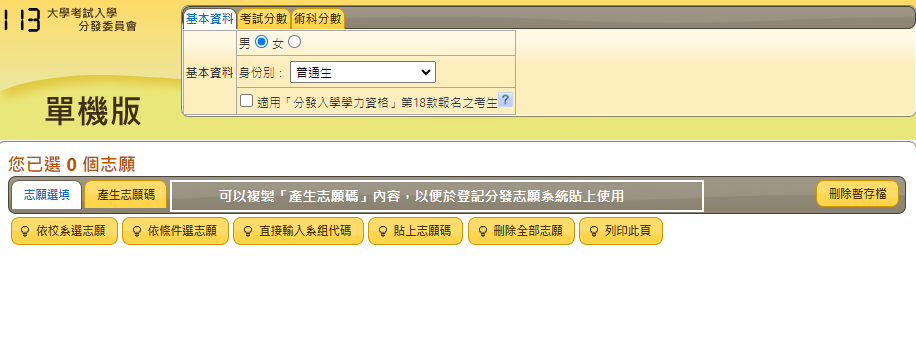 113 大學考試入學
分發委員會
單機版
基本資料 考試分數 術科分數
基本資料
男 女
身份別： 普通生
適用「分發入學學力資格」第18款報名之考生 ?
您已選 0 個志願
志願選填 產生志願碼 可以複製「產生志願碼」內容，以便於登記分發志願系統貼上使用 刪除暫存檔
依校系選志願 依條件選志願 直接輸入系組代碼 貼上志願碼 刪除全部志願 列印此頁